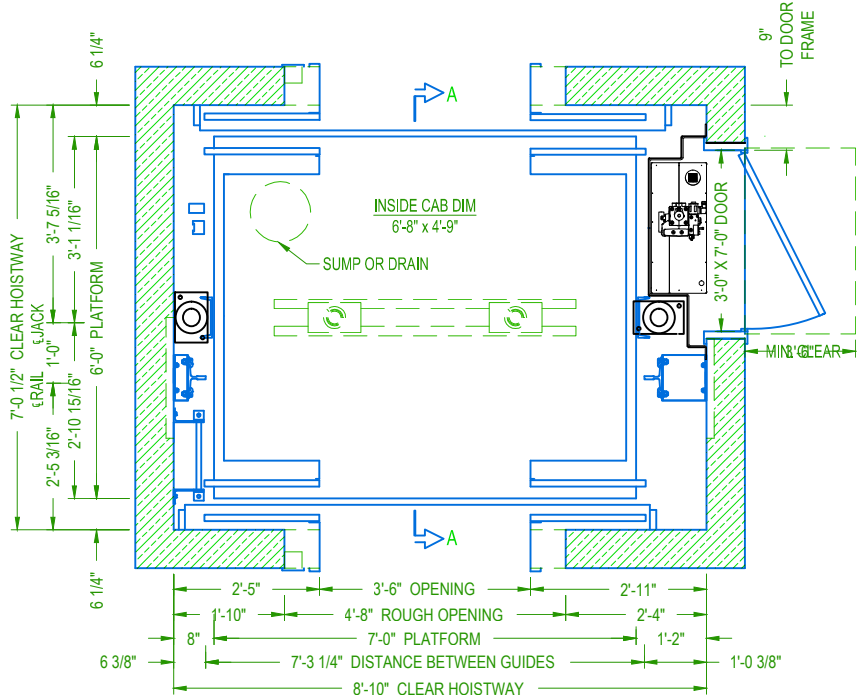 9"
TO DOOR
FRAME
6 1/4"
A
INSIDE CAB DIM
6'-8" x 4'-9"
SUMP OR DRAIN
3'-0" X 7'-0" DOOR
7'-0 1/2" CLEAR HOISTWAY
3'-7 5/16"
3'-1 1/16"
℄JACK
1'-0"
℄RAIL
6'-0" PLATFORM
2'-10 15/16"
2'-5 3/16"
MIN. CLEAR
3'-6"
A
6 1/4"
2'-5"
3'-6" OPENING
2'-11"
1'-10"
4'-8" ROUGH OPENING
2'-4"
8"
7'-0" PLATFORM
1'-2"
6 3/8"
7'-3 1/4" DISTANCE BETWEEN GUIDES
1'-0 3/8"
8'-10" CLEAR HOISTWAY